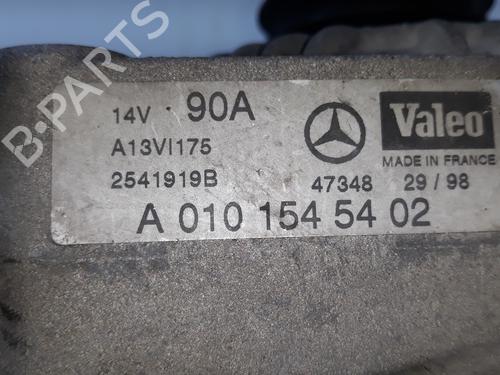 B-PARTS
14V 90A
Valeo
A13VI175
MADE IN FRANCE
2541919B
47348 29/98
A 010 154 54 02